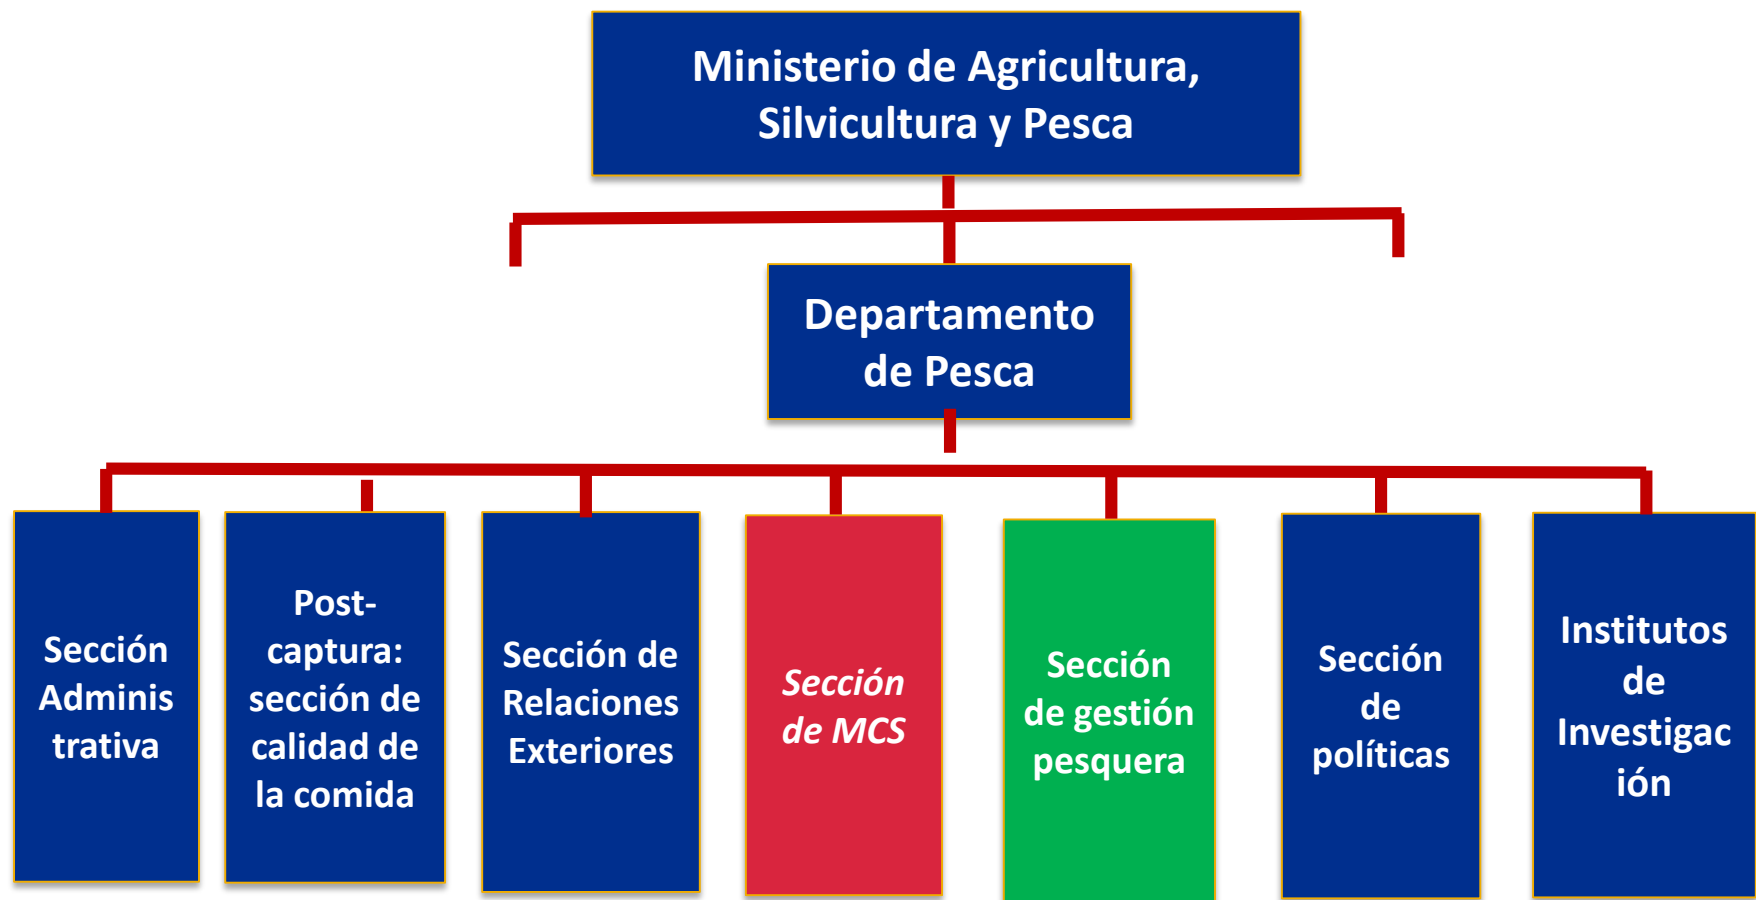 Ministerio de Agricultura,
Silvicultura y Pesca
Departamento
de Pesca
Sección
Adminis
trativa
Post-
captura:
sección de
calidad de
la comida
Sección de
Relaciones
Exteriores
Sección
de MCS
Sección
de gestión
pesquera
Sección
de
políticas
Institutos
de
Investigac
ión